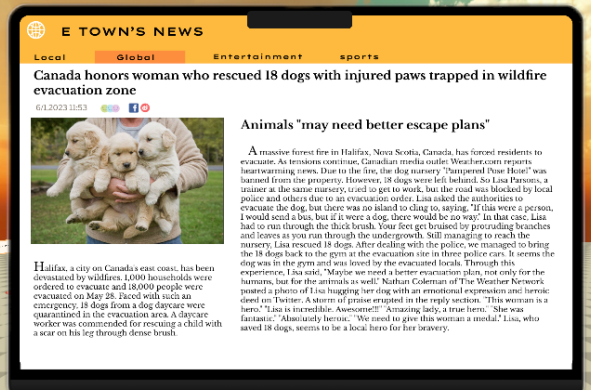 E TOWN'S NEWS
Local Global Entertainment sports
Canada honors woman who rescued 18 dogs with injured paws trapped in wildfire
evacuation zone
6/1.2023 11:53
Animals "may need better escape plans"
A massive forest fire in Halifax, Nova Scotia, Canada, has forced residents to
evacuate. As tensions continue, Canadian media outlet Weather.com reports
heartwarming news. Due to the fire, the dog nursery "Pampered Pose Hotel" was
banned from the property. However, 18 dogs were left behind. So Lisa Parsons, a
trainer at the same nursery, tried to get to work, but the road was blocked by local
police and others due to an evacuation order. Lisa asked the authorities to
evacuate the dog, but there was no island to cling to, saying, "If this were a person,
I would send a bus, but if it were a dog, there would be no way." In that case, Lisa
had to run through the thick brush. Your feet get bruised by protruding branches
and leaves as you run through the undergrowth. Still managing to reach the
nursery, Lisa rescued 18 dogs. After dealing with the police, we managed to bring
the 18 dogs back to the gym at the evacuation site in three police cars. It seems the
dog was in the gym and was loved by the evacuated locals. Through this
experience, Lisa said, "Maybe we need a better evacuation plan, not only for the
humans, but for the animals as well." Nathan Coleman of The Weather Network
posted a photo of Lisa hugging her dog with an emotional expression and heroic
deed on Twitter. A storm of praise erupted in the reply section. "This woman is a
hero." "Lisa is incredible. Awesome!!!" "Amazing lady, a true hero." "She was
fantastic." "Absolutely heroic." "We need to give this woman a medal." Lisa, who
saved 18 dogs, seems to be a local hero for her bravery.
Halifax, a city on Canada's east coast, has been
devastated by wildfires. 1,000 households were
ordered to evacuate and 18,000 people were
evacuated on May 28. Faced with such an
emergency, 18 dogs from a dog daycare were
quarantined in the evacuation area. A daycare
worker was commended for rescuing a child with
a scar on his leg through dense brush.